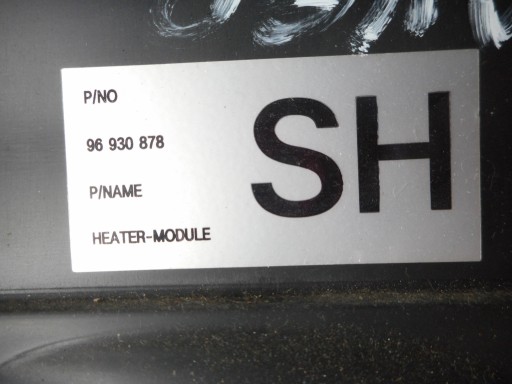 P/NO
96 930 878
P/NAME
HEATER-MODULE
SH